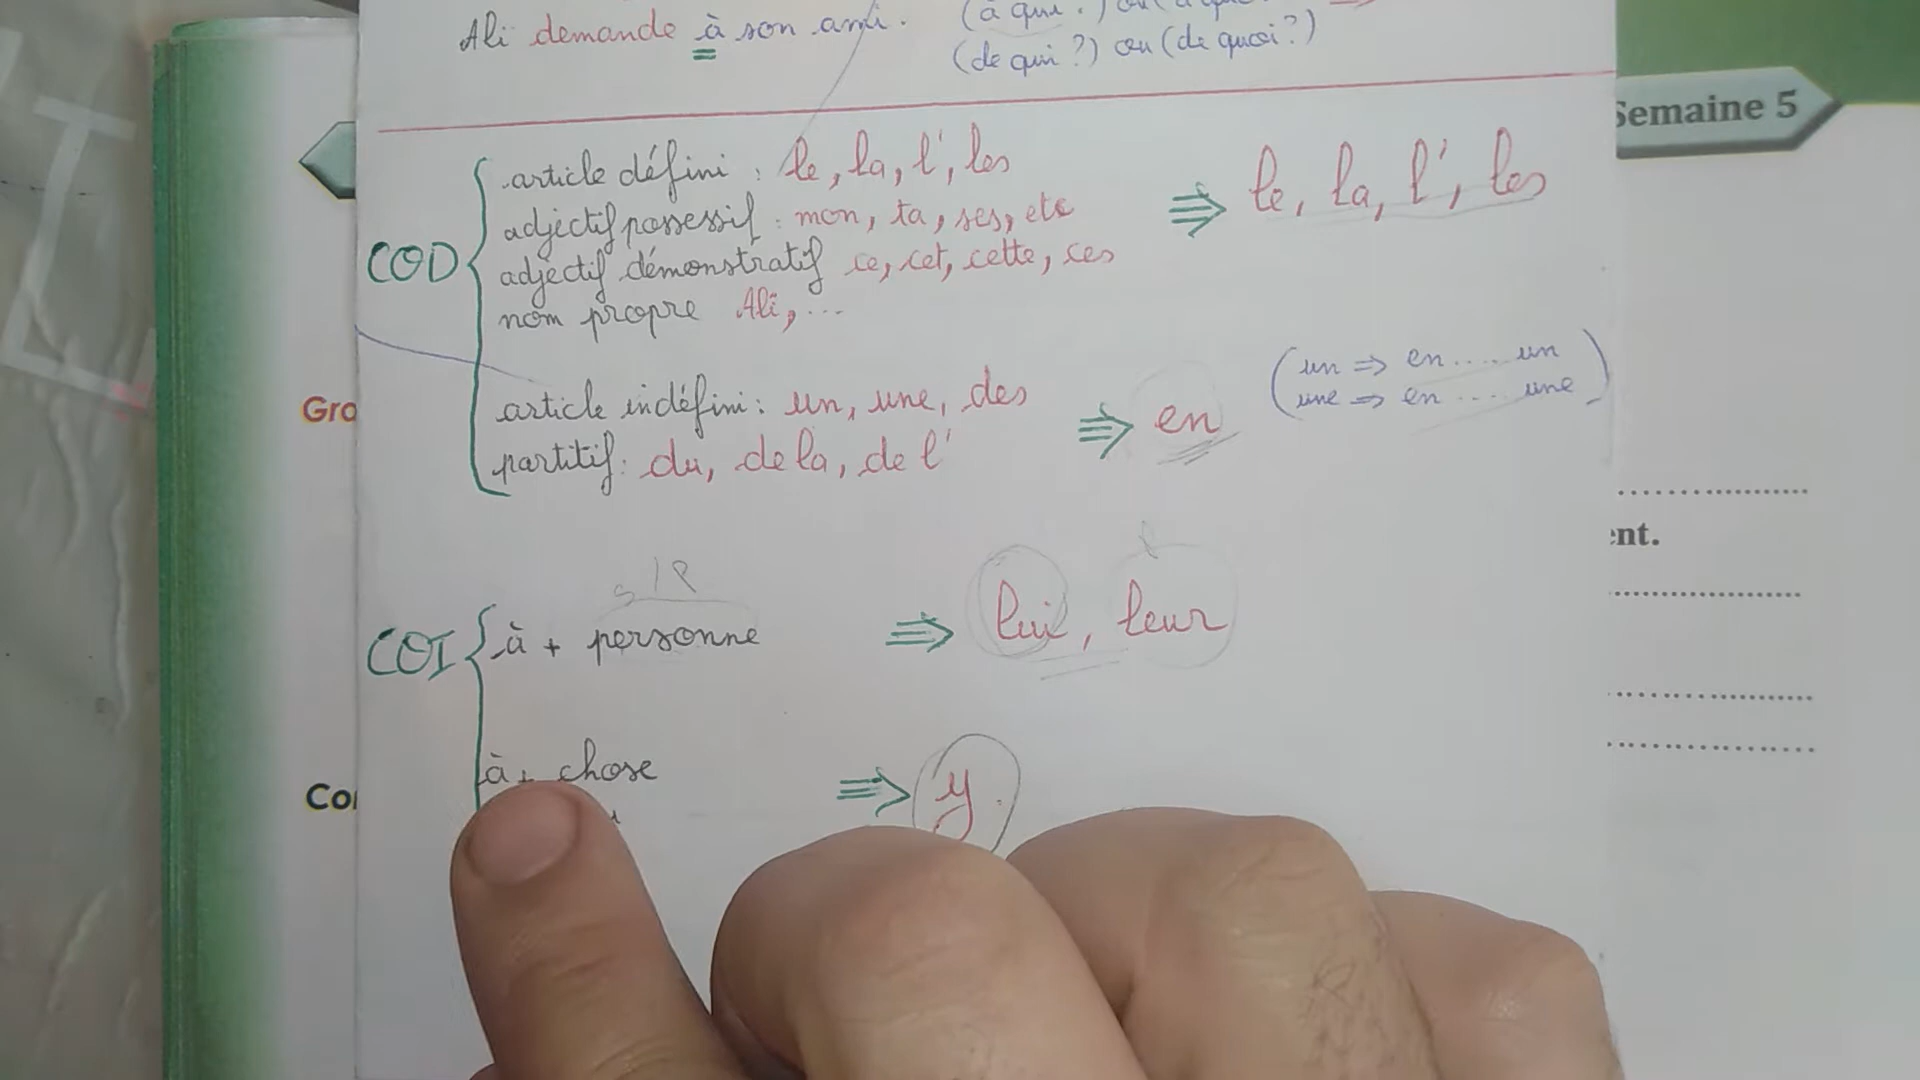 Ali demande à son ami. (à qui ?) ou (à
(de qui ?) ou (de quoi ?)
Semaine 5
COD
article défini : le, la, l', les
adjectif possessif : mon, ta, ses, etc
adjectif démonstratif ce, cet, cette, ces
nom propre Ali, ...
⇒ le, la, l', les
article indéfini : un, une, des
partitif : du, de la, de l'
⇒ en
(un ⇒ en .... un
une ⇒ en .... une)
Gro
ent.
s / P
COI
à + personne ⇒ lui, leur
à + chose ⇒ y
Co